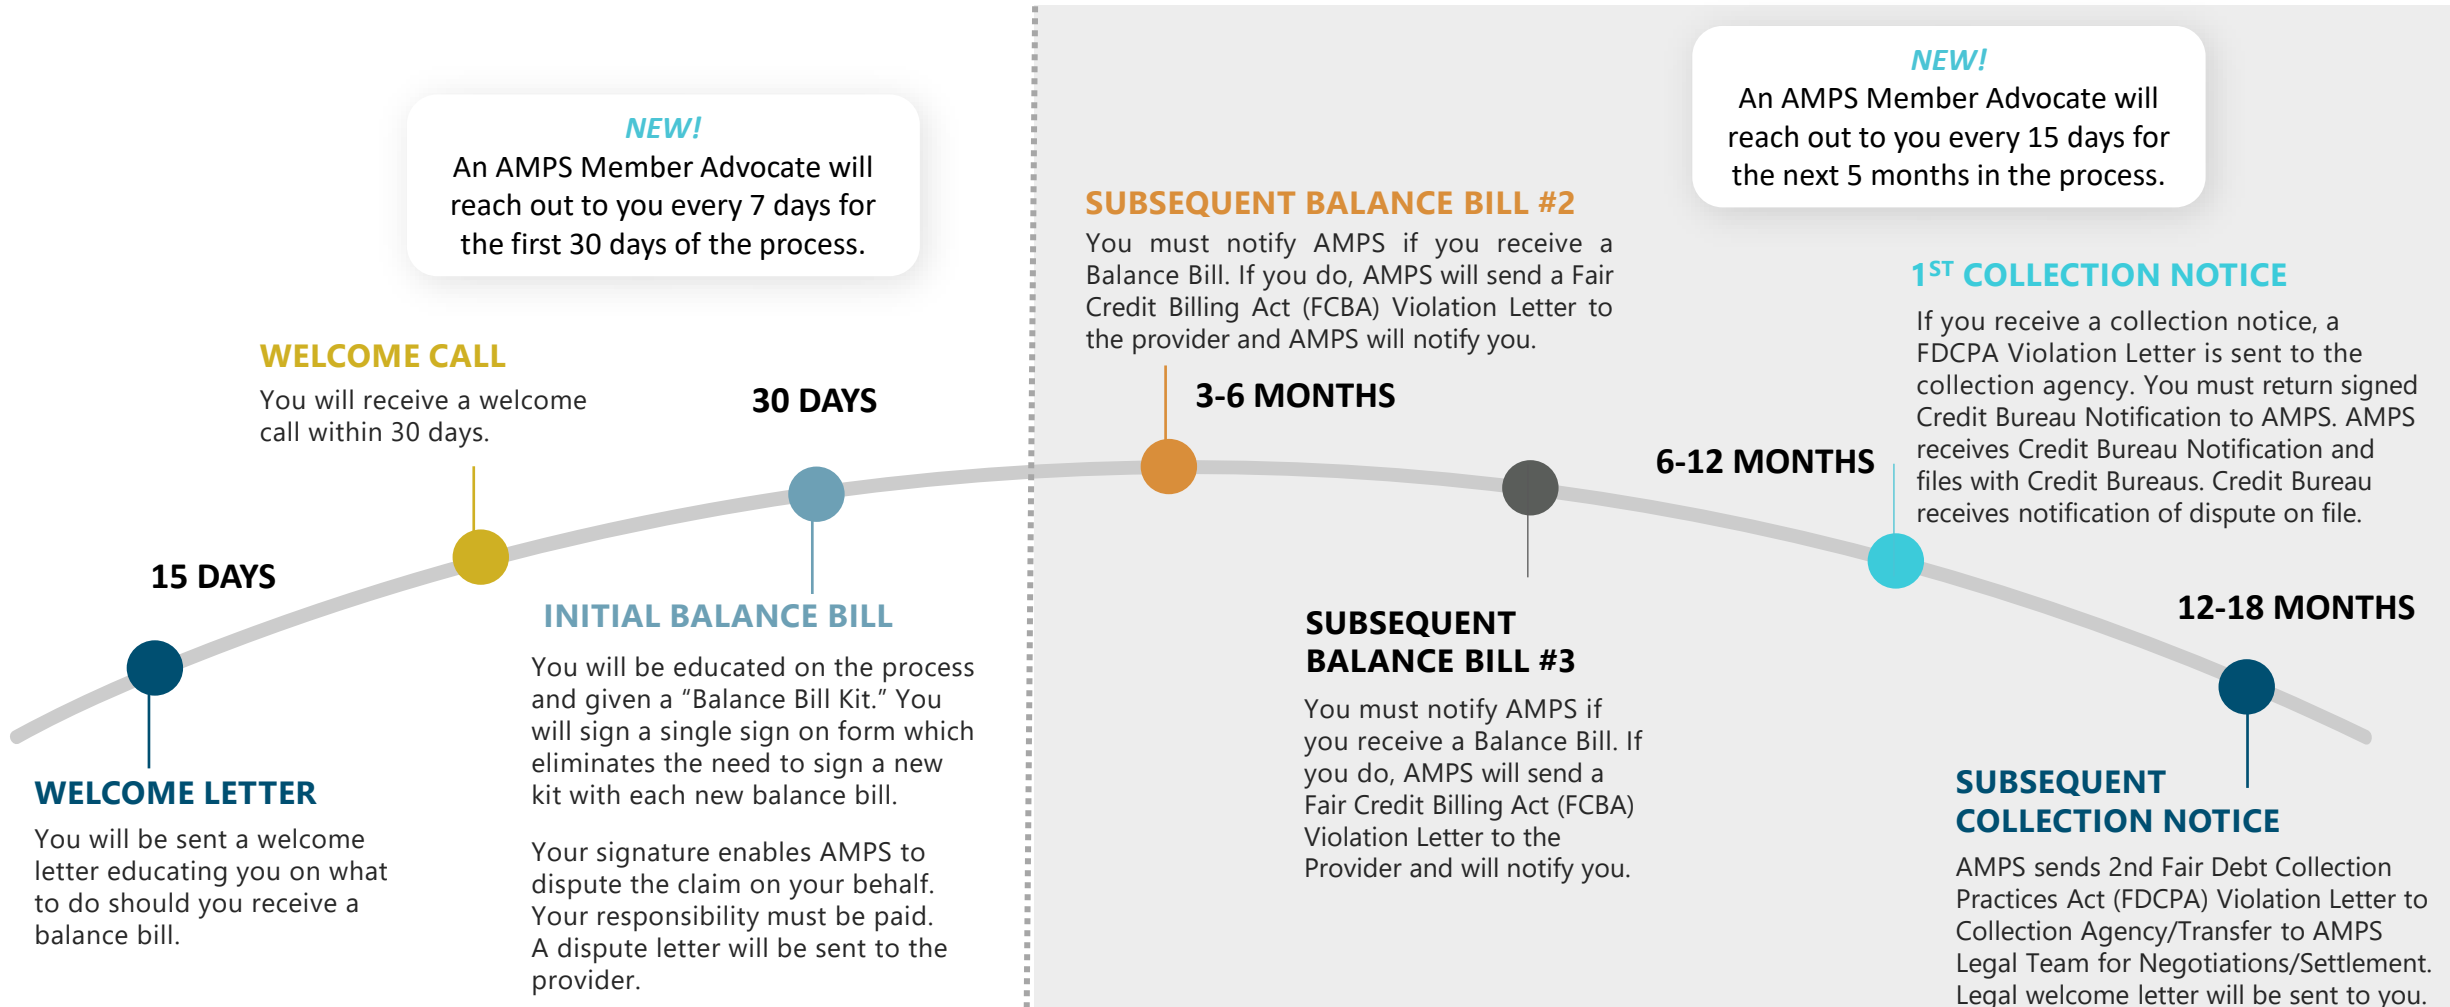 NEW!
An AMPS Member Advocate will
reach out to you every 7 days for
the first 30 days of the process.
NEW!
An AMPS Member Advocate will
reach out to you every 15 days for
the next 5 months in the process.
15 DAYS
WELCOME LETTER
You will be sent a welcome
letter educating you on what
to do should you receive a
balance bill.
WELCOME CALL
You will receive a welcome
call within 30 days.
30 DAYS
INITIAL BALANCE BILL
You will be educated on the process
and given a “Balance Bill Kit.” You
will sign a single sign on form which
eliminates the need to sign a new
kit with each new balance bill.
Your signature enables AMPS to
dispute the claim on your behalf.
Your responsibility must be paid.
A dispute letter will be sent to the
provider.
SUBSEQUENT BALANCE BILL #2
You must notify AMPS if you receive a
Balance Bill. If you do, AMPS will send a Fair
Credit Billing Act (FCBA) Violation Letter to
the provider and AMPS will notify you.
3-6 MONTHS
SUBSEQUENT
BALANCE BILL #3
You must notify AMPS if
you receive a Balance Bill. If
you do, AMPS will send a
Fair Credit Billing Act (FCBA)
Violation Letter to the
Provider and will notify you.
6-12 MONTHS
1ST COLLECTION NOTICE
If you receive a collection notice, a
FDCPA Violation Letter is sent to the
collection agency. You must return signed
Credit Bureau Notification to AMPS. AMPS
receives Credit Bureau Notification and
files with Credit Bureaus. Credit Bureau
receives notification of dispute on file.
12-18 MONTHS
SUBSEQUENT
COLLECTION NOTICE
AMPS sends 2nd Fair Debt Collection
Practices Act (FDCPA) Violation Letter to
Collection Agency/Transfer to AMPS
Legal Team for Negotiations/Settlement.
Legal welcome letter will be sent to you.